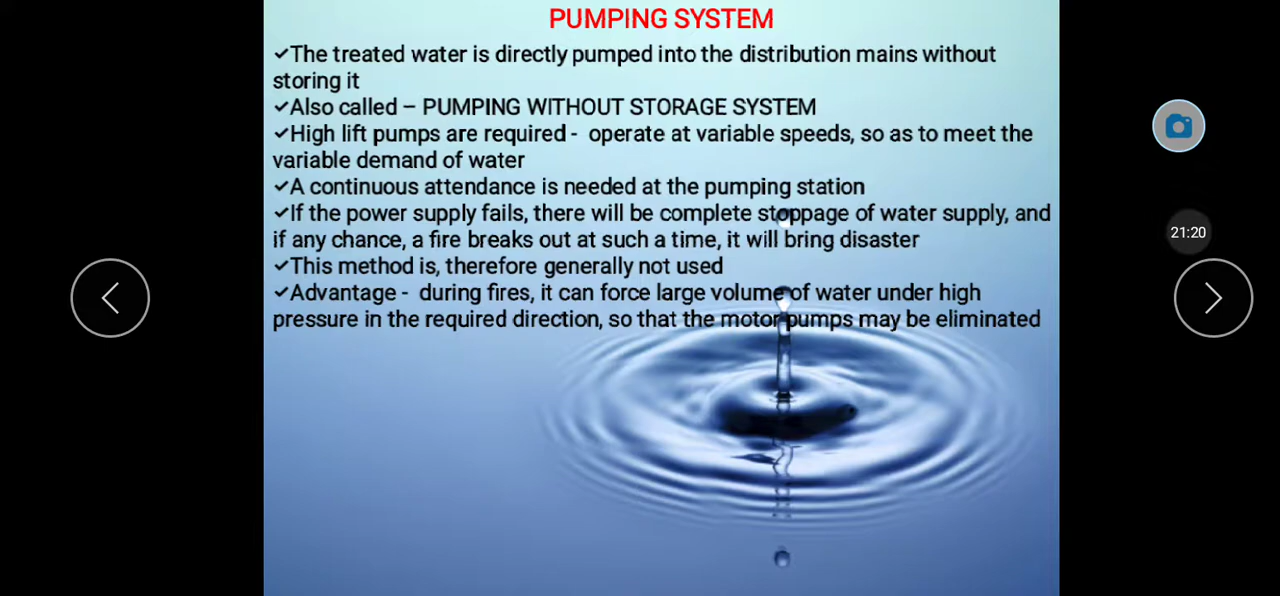 PUMPING SYSTEM
✓The treated water is directly pumped into the distribution mains without
storing it
✓Also called – PUMPING WITHOUT STORAGE SYSTEM
✓High lift pumps are required - operate at variable speeds, so as to meet the
variable demand of water
✓A continuous attendance is needed at the pumping station
✓If the power supply fails, there will be complete stoppage of water supply, and
if any chance, a fire breaks out at such a time, it will bring disaster
✓This method is, therefore generally not used
✓Advantage - during fires, it can force large volume of water under high
pressure in the required direction, so that the motor pumps may be eliminated
21:20